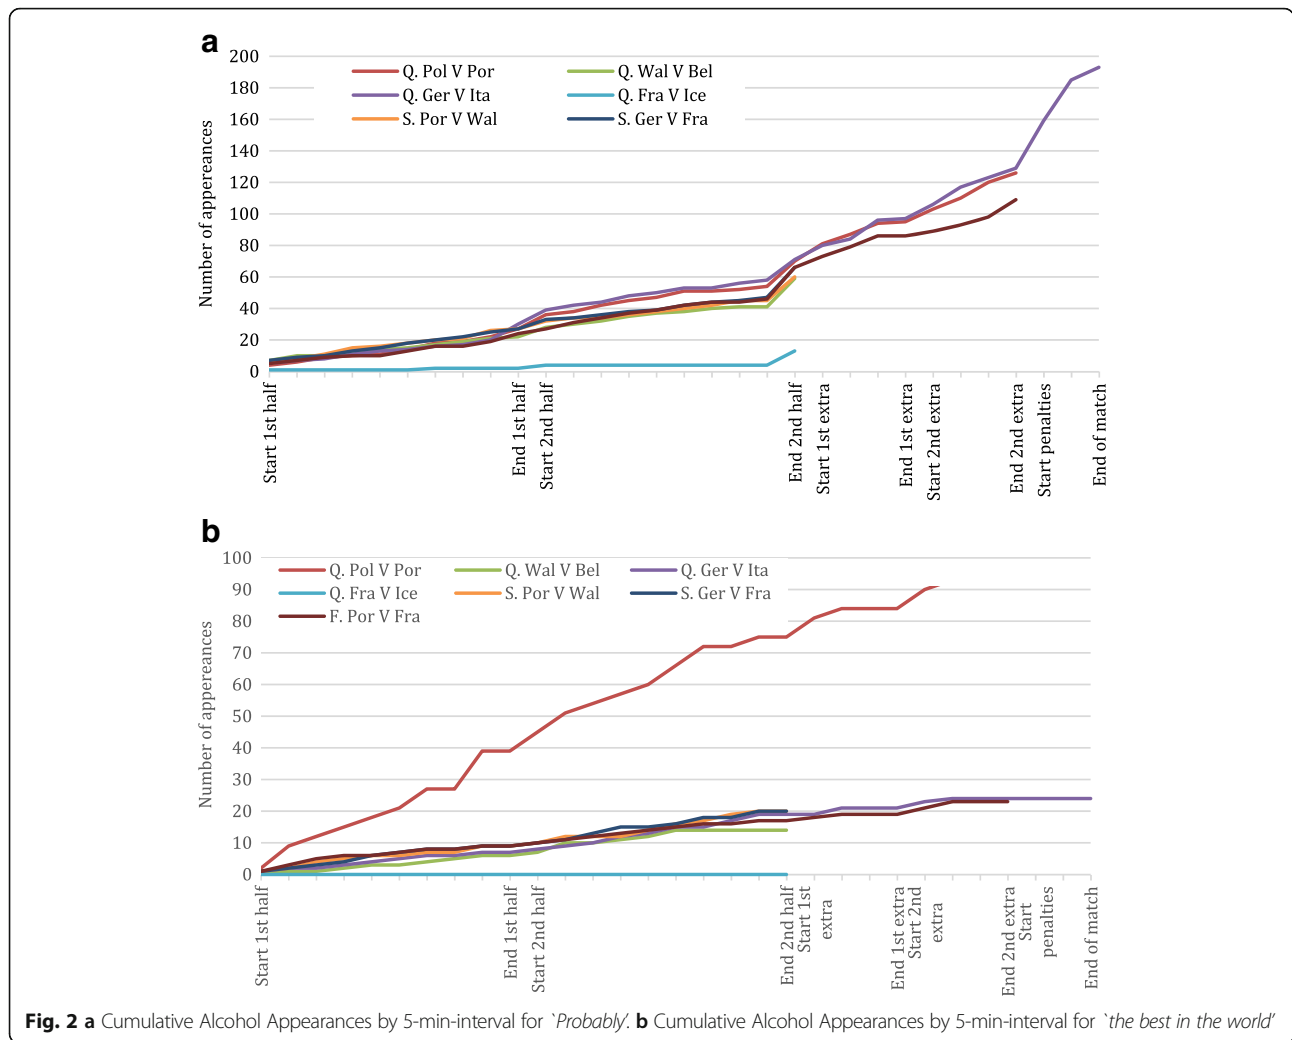 a
200
180
160
140
120
100
80
60
40
20
0
Number of appereances
Q. Pol V Por
Q. Wal V Bel
Q. Ger V Ita
Q. Fra V Ice
S. Por V Wal
S. Ger V Fra
Start 1st half
End 1st half
Start 2nd half
End 2nd half
Start 1st extra
End 1st extra
Start 2nd extra
End 2nd extra
Start penalties
End of match
b
100
90
80
70
60
50
40
30
20
10
0
Number of appereances
Q. Pol V Por
Q. Wal V Bel
Q. Ger V Ita
Q. Fra V Ice
S. Por V Wal
S. Ger V Fra
F. Por V Fra
Start 1st half
End 1st half
Start 2nd half
End 2nd half
Start 1st
extra
End 1st extra
Start 2nd
extra
End 2nd extra
Start
penalties
End of match
Fig. 2 a Cumulative Alcohol Appearances by 5-min-interval for `Probably’. b Cumulative Alcohol Appearances by 5-min-interval for `the best in the world’